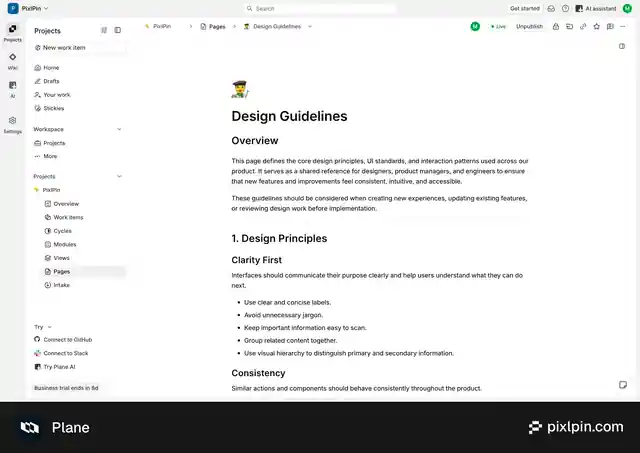 P PixlPin
Search
Get started
AI assistant
M
Projects
Wiki
AI
Settings
Projects
New work item
Home
Drafts
Your work
Stickies
Workspace
Projects
More
Projects
PixlPin
Overview
Work items
Cycles
Modules
Views
Pages
Intake
Try
Connect to GitHub
Connect to Slack
Try Plane AI
Business trial ends in 8d
PixlPin
Pages
Design Guidelines
M
Live
Unpublish
Design Guidelines
Overview
This page defines the core design principles, UI standards, and interaction patterns used across our
product. It serves as a shared reference for designers, product managers, and engineers to ensure
that new features and improvements feel consistent, intuitive, and accessible.
These guidelines should be considered when creating new experiences, updating existing features,
or reviewing design work before implementation.
1. Design Principles
Clarity First
Interfaces should communicate their purpose clearly and help users understand what they can do
next.
• Use clear and concise labels.
• Avoid unnecessary jargon.
• Keep important information easy to scan.
• Group related content together.
• Use visual hierarchy to distinguish primary and secondary information.
Consistency
Similar actions and components should behave consistently throughout the product.
Plane
pixlpin.com